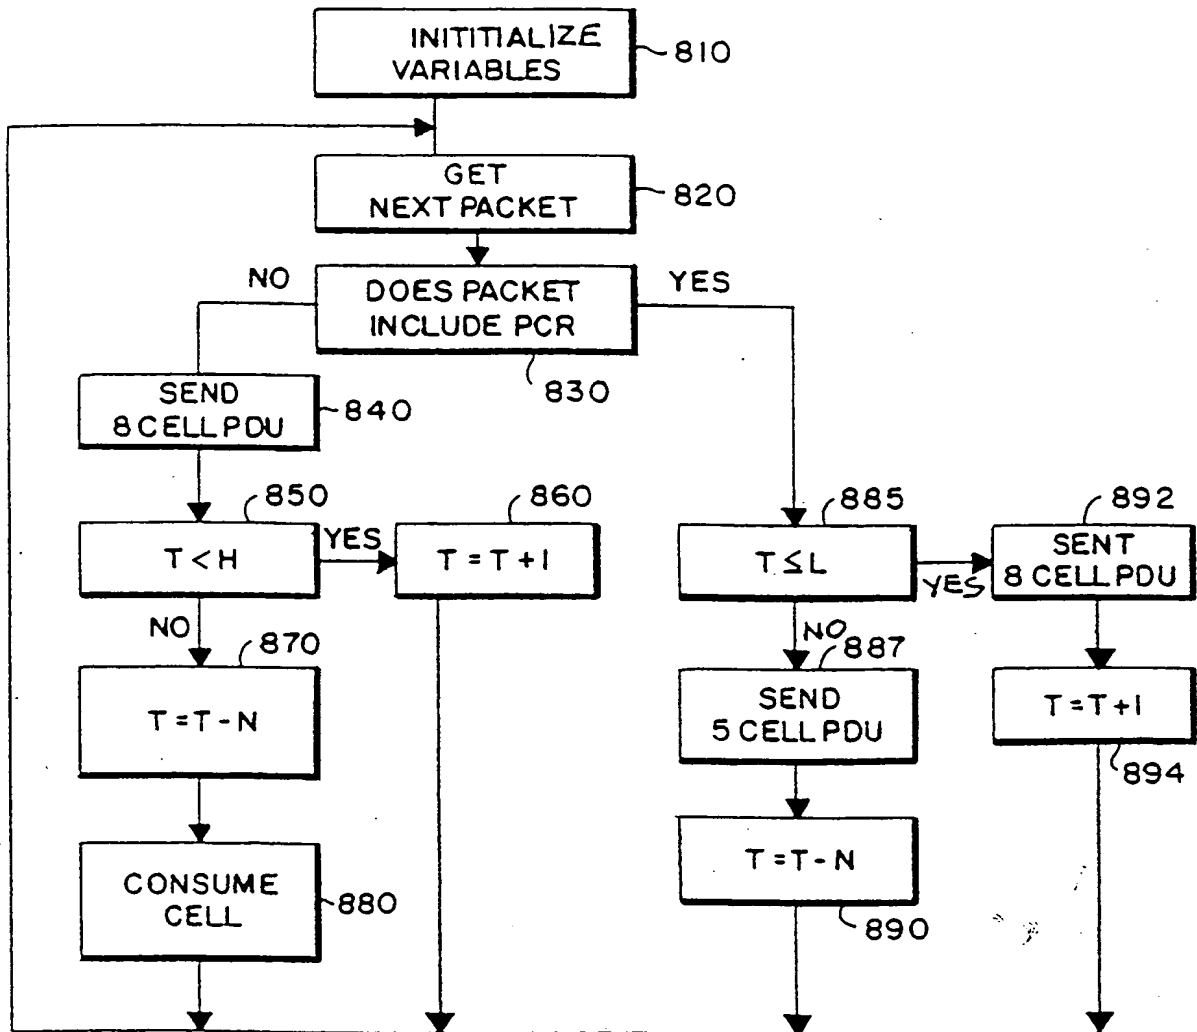 INITITIALIZE
VARIABLES
810
GET
NEXT PACKET
820
NO
DOES PACKET
INCLUDE PCR
YES
830
SEND
8 CELL PDU
840
850
T < H
YES
860
T = T + 1
885
T ≤ L
YES
892
SENT
8 CELL PDU
NO
870
T = T - N
NO
887
SEND
5 CELL PDU
T = T + 1
894
CONSUME
CELL
880
T = T - N
890